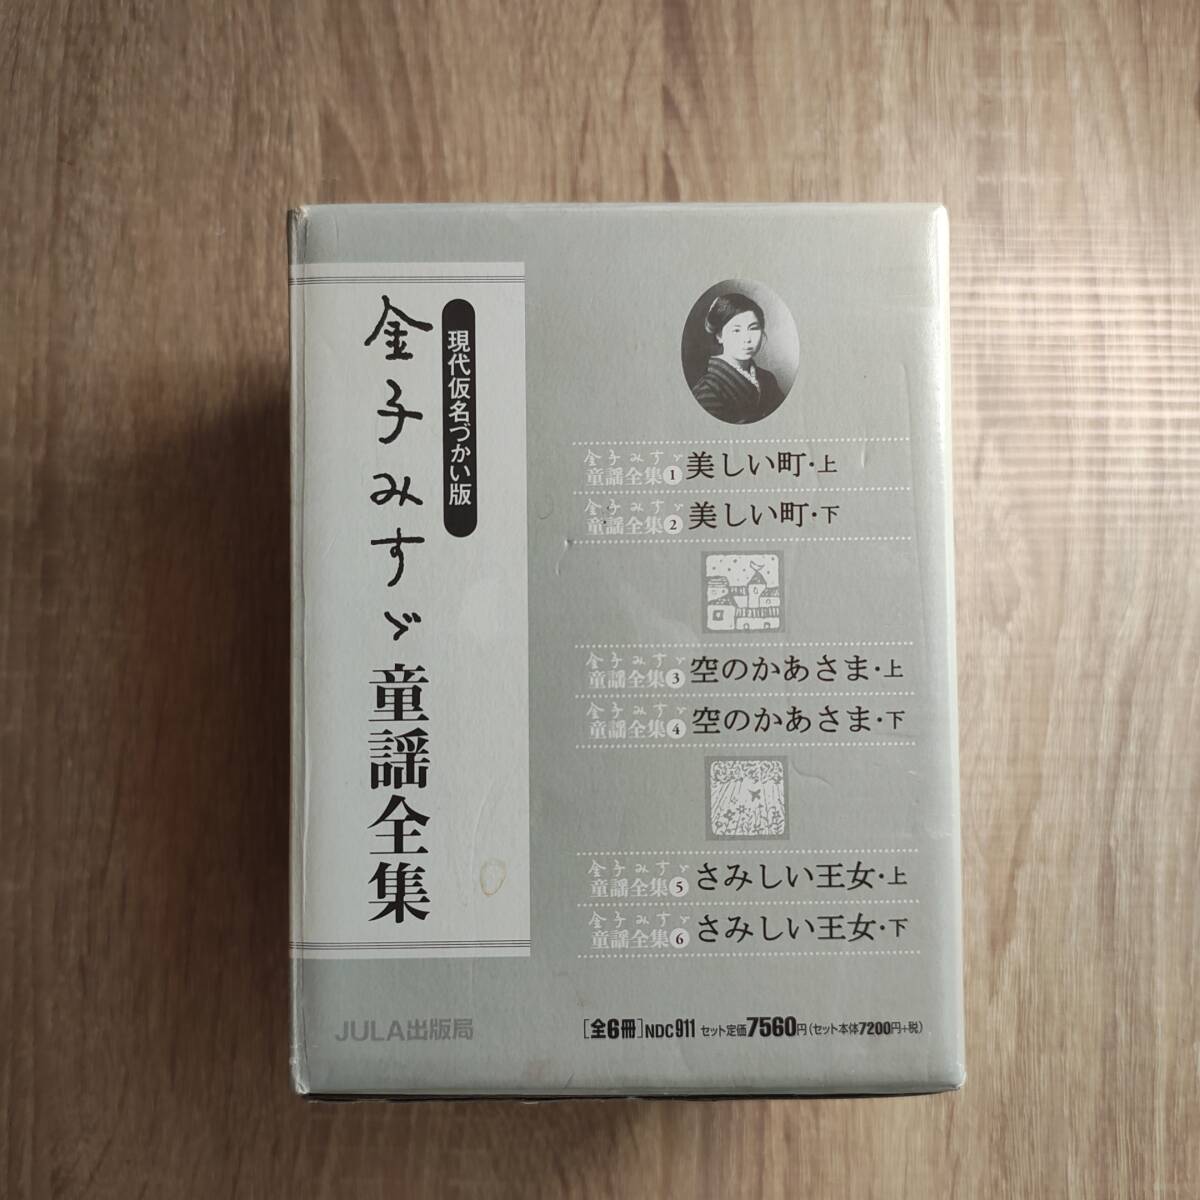 現代仮名づかい版
金子みすゞ童謡全集
金子みすゞ
童謡全集1 美しい町・上
金子みすゞ
童謡全集2 美しい町・下
金子みすゞ
童謡全集3 空のかあさま・上
金子みすゞ
童謡全集4 空のかあさま・下
金子みすゞ
童謡全集5 さみしい王女・上
金子みすゞ
童謡全集6 さみしい王女・下
JULA出版局
[全6冊]NDC911 セット定価7560円(セット本体7200円+税)